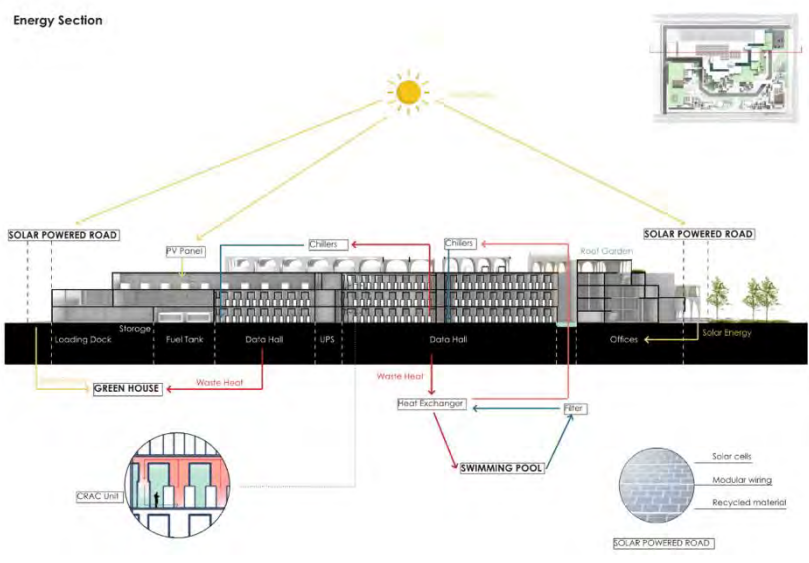 Energy Section
SOLAR POWERED ROAD
PV Panel
Chillers
Chillers
Roof Garden
SOLAR POWERED ROAD
Loading Dock
Storage
Fuel Tank
Data Hall
UPS
Data Hall
Offices
Solar Energy
GREEN HOUSE
Waste Heat
Waste Heat
Heat Exchanger
Filter
SWIMMING POOL
CRAC Unit
Solar cells
Modular wiring
Recycled material
SOLAR POWERED ROAD